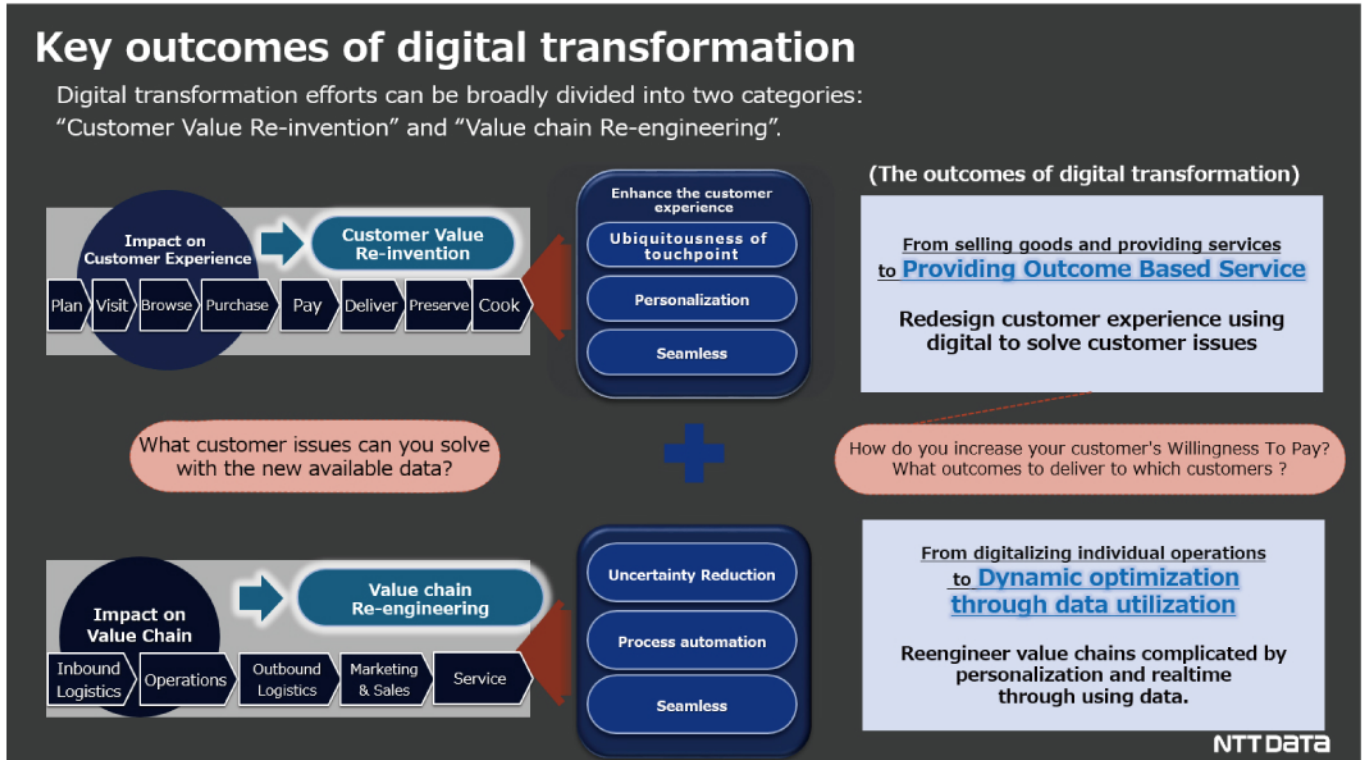 Key outcomes of digital transformation
Digital transformation efforts can be broadly divided into two categories:
“Customer Value Re-invention” and “Value chain Re-engineering”.
Impact on
Customer Experience
Customer Value
Re-invention
Plan
Visit
Browse
Purchase
Pay
Deliver
Preserve
Cook
Enhance the customer
experience
Ubiquitousness of
touchpoint
Personalization
Seamless
(The outcomes of digital transformation)
From selling goods and providing services
to Providing Outcome Based Service
Redesign customer experience using
digital to solve customer issues
What customer issues can you solve
with the new available data?
How do you increase your customer's Willingness To Pay?
What outcomes to deliver to which customers ?
Impact on
Value Chain
Value chain
Re-engineering
Inbound
Logistics
Operations
Outbound
Logistics
Marketing
& Sales
Service
Uncertainty Reduction
Process automation
Seamless
From digitalizing individual operations
to Dynamic optimization
through data utilization
Reengineer value chains complicated by
personalization and realtime
through using data.
NTT DATA